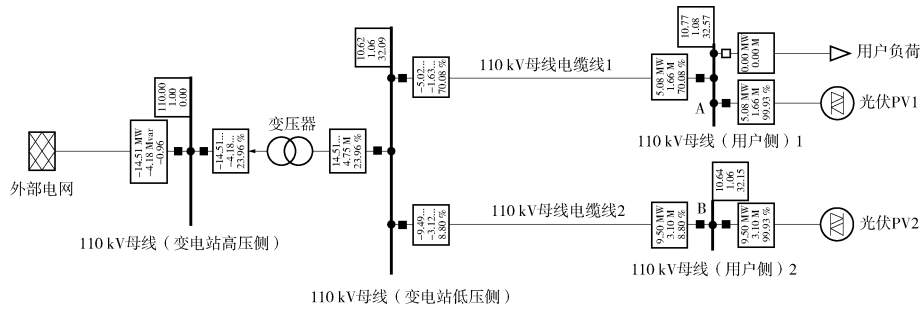 外部电网
-14.51 MW
-4.18 Mvar
-0.96
110.00
1.00
0.00
-14.51...
-4.18...
23.96 %
110 kV母线（变电站高压侧）
变压器
14.51...
4.75 M
23.96 %
10.62
1.06
32.09
110 kV母线（变电站低压侧）
-5.02...
-1.63...
70.08 %
110 kV母线电缆线1
5.08 MW
1.66 M
70.08 %
10.77
1.08
32.57
A
0.00 MW
0.00 M
用户负荷
5.08 MW
1.66 M
99.93 %
光伏PV1
110 kV母线（用户侧）1
-9.49...
-3.12...
8.80 %
110 kV母线电缆线2
9.50 MW
3.10 M
8.80 %
10.64
1.06
32.15
B
9.50 MW
3.10 M
99.93 %
光伏PV2
110 kV母线（用户侧）2